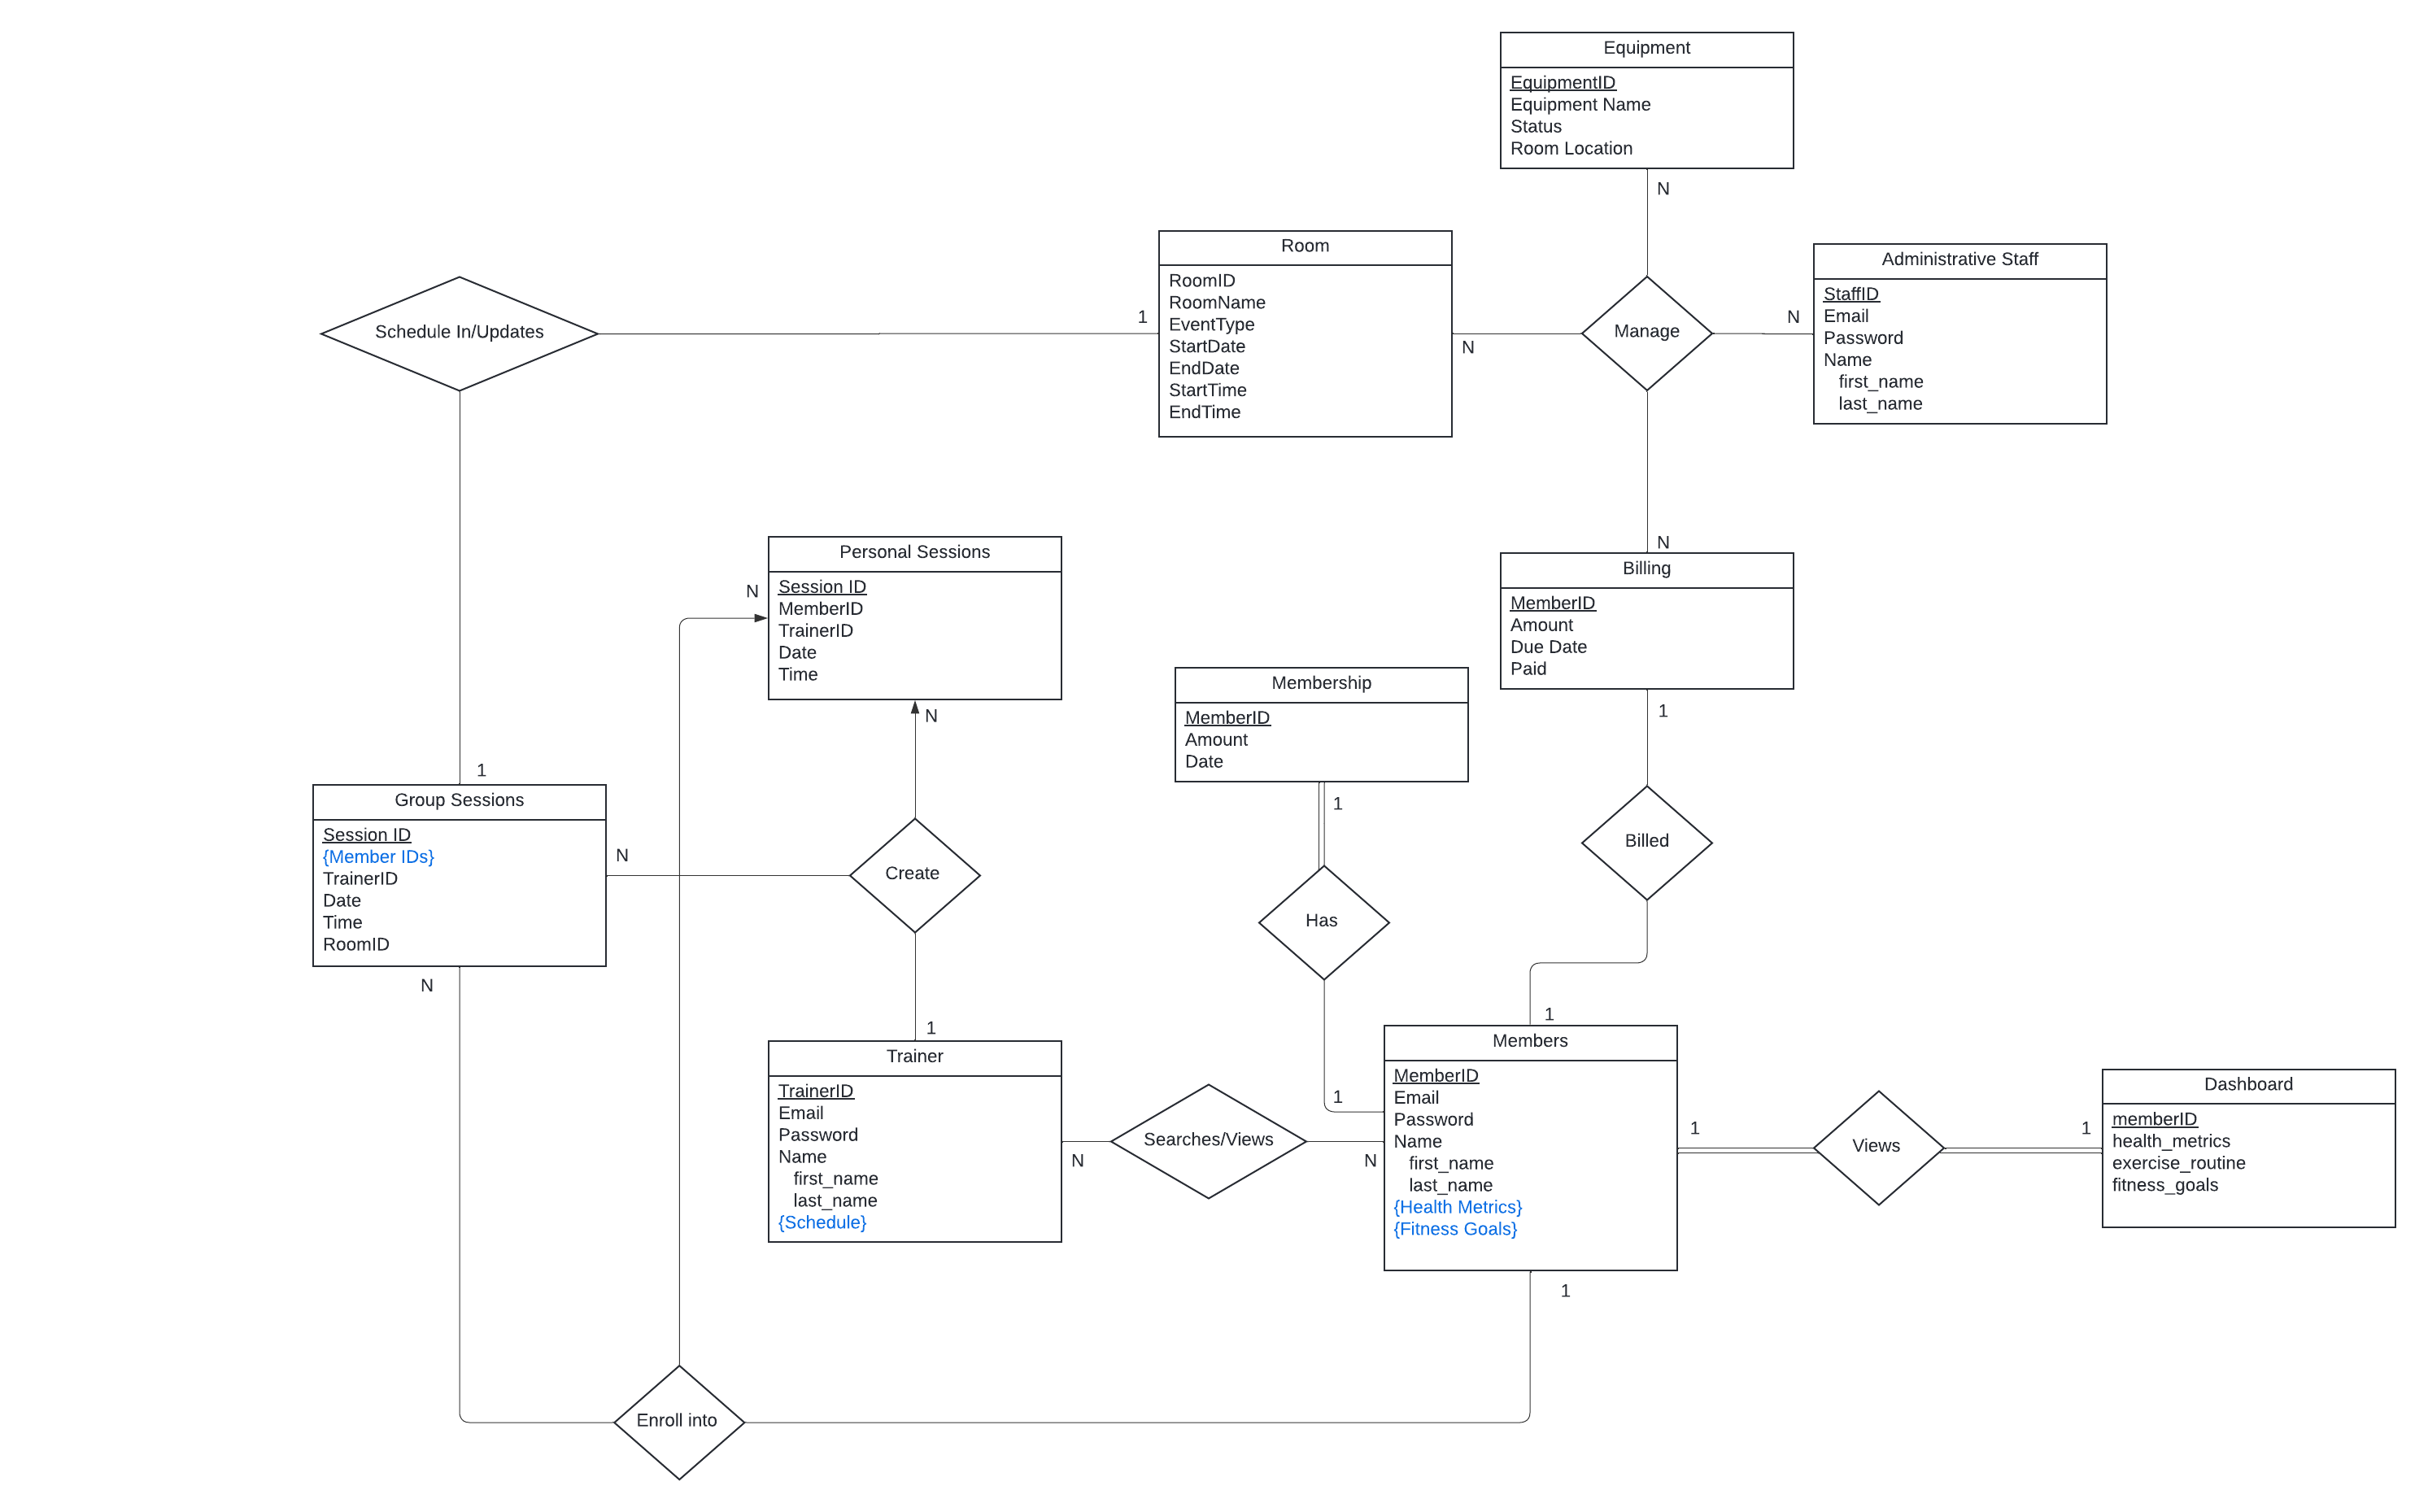 Equipment
EquipmentID
Equipment Name
Status
Room Location
N
Room
RoomID
RoomName
EventType
StartDate
EndDate
StartTime
EndTime
Administrative Staff
StaffID
Email
Password
Name
first_name
last_name
Schedule In/Updates
1
N
Manage
N
N
Personal Sessions
Session ID
MemberID
TrainerID
Date
Time
N
N
Billing
MemberID
Amount
Due Date
Paid
1
Membership
MemberID
Amount
Date
1
1
Group Sessions
Session ID
{Member IDs}
TrainerID
Date
Time
RoomID
N
N
Create
1
Has
Billed
1
Trainer
TrainerID
Email
Password
Name
first_name
last_name
{Schedule}
N
Searches/Views
N
1
Members
MemberID
Email
Password
Name
first_name
last_name
{Health Metrics}
{Fitness Goals}
1
Views
1
Dashboard
memberID
health_metrics
exercise_routine
fitness_goals
1
Enroll into